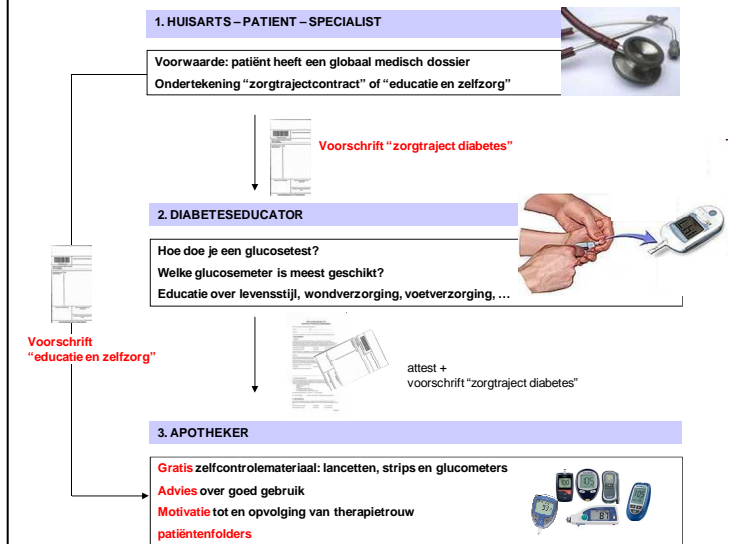 1. HUISARTS – PATIENT – SPECIALIST
Voorwaarde: patiënt heeft een globaal medisch dossier
Ondertekening “zorgtrajectcontract” of “educatie en zelfzorg”
Voorschrift “zorgtraject diabetes”
2. DIABETESEDUCATOR
Hoe doe je een glucosetest?
Welke glucosemeter is meest geschikt?
Educatie over levensstijl, wondverzorging, voetverzorging, …
Voorschrift
“educatie en zelfzorg”
attest +
voorschrift “zorgtraject diabetes”
3. APOTHEKER
Gratis zelfcontrolemateriaal: lancetten, strips en glucometers
Advies over goed gebruik
Motivatie tot en opvolging van therapietrouw
patiëntenfolders